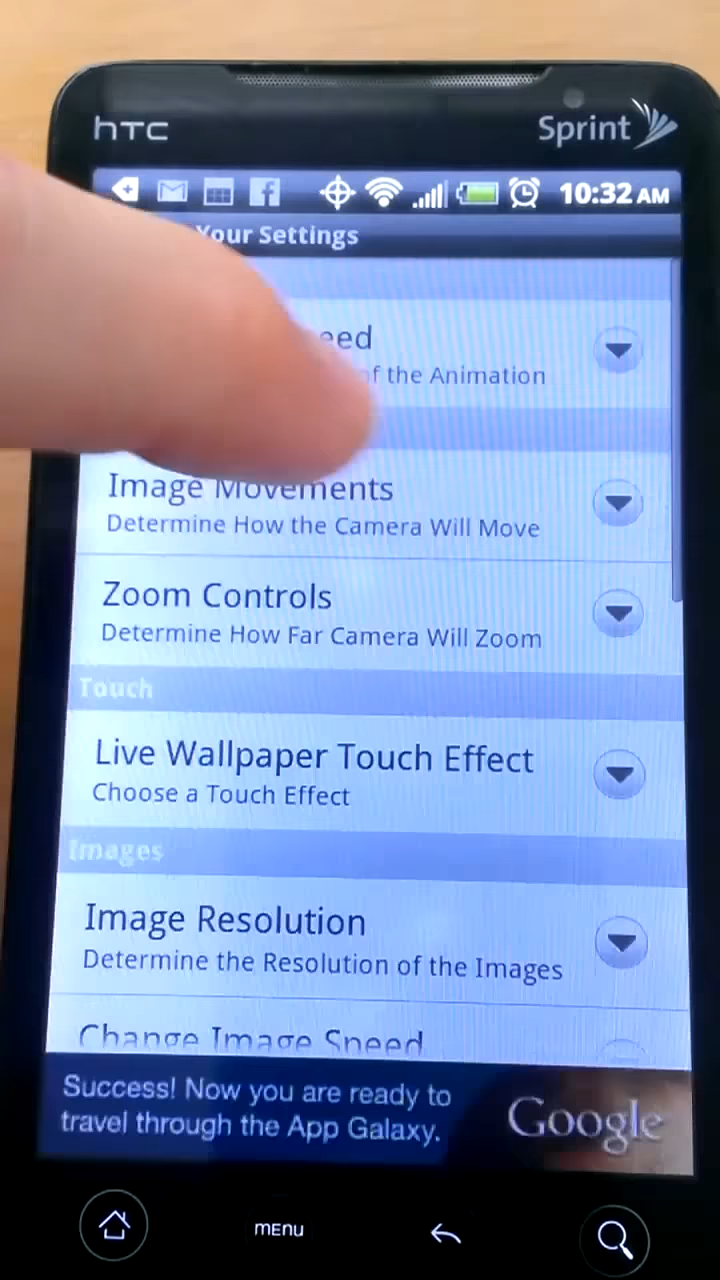 hTC
Sprint
10:32 AM
Your Settings
of the Animation
Image Movements
Determine How the Camera Will Move
Zoom Controls
Determine How Far Camera Will Zoom
Touch
Live Wallpaper Touch Effect
Choose a Touch Effect
Images
Image Resolution
Determine the Resolution of the Images
Change Image Speed
Success! Now you are ready to
travel through the App Galaxy.
Google
MENU